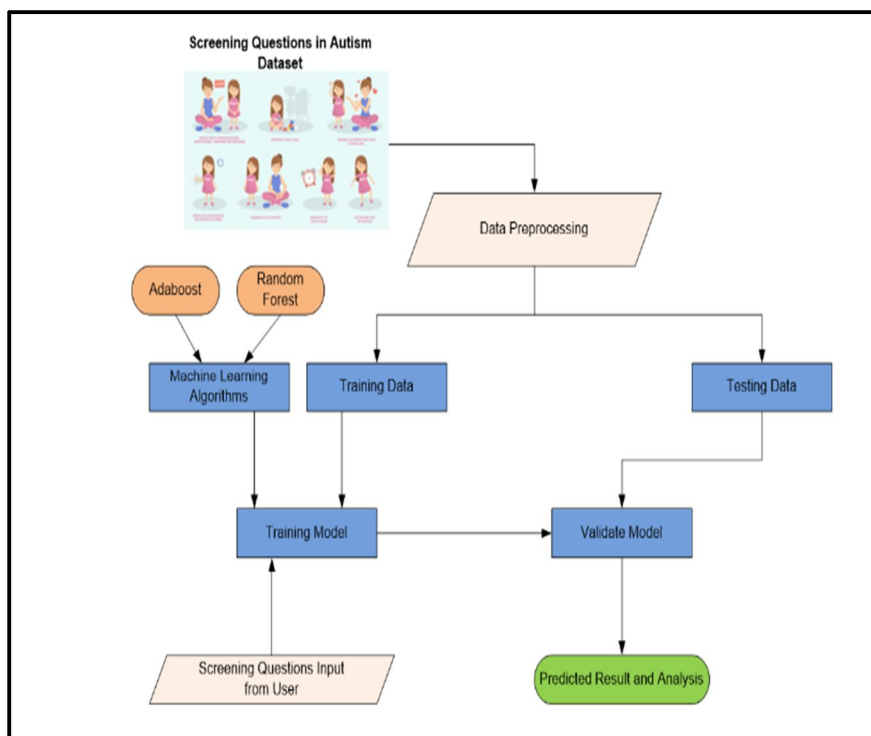 Screening Questions in Autism
Dataset
Data Preprocessing
Adaboost
Random
Forest
Machine Learning
Algorithms
Training Data
Testing Data
Training Model
Validate Model
Screening Questions Input
from User
Predicted Result and Analysis